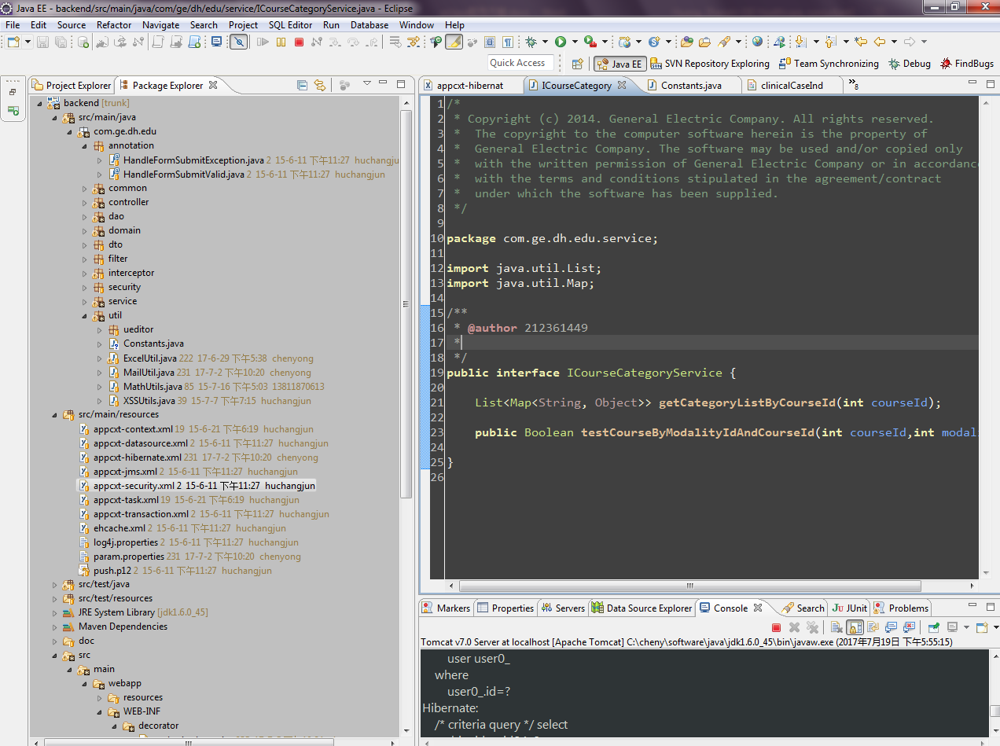 Java EE - backend/src/main/java/com/ge/dh/edu/service/ICourseCategoryService.java - Eclipse
File Edit Source Refactor Navigate Search Project SQL Editor Run Database Window Help
Quick Access Java EE SVN Repository Exploring Team Synchronizing Debug FindBugs
Project Explorer Package Explorer
backend [trunk]
src/main/java
com.ge.dh.edu
annotation
HandleFormSubmitException.java 2 15-6-11 下午11:27 huchangju
HandleFormSubmitValid.java 2 15-6-11 下午11:27 huchangjun
common
controller
dao
domain
dto
filter
interceptor
security
service
util
ueditor
Constants.java
ExcelUtil.java 222 17-6-29 下午5:38 chenyong
MailUtil.java 231 17-7-2 下午10:20 chenyong
MathUtils.java 85 15-7-16 下午5:03 13811870613
XSSUtils.java 39 15-7-7 下午7:15 huchangjun
src/main/resources
appcxt-context.xml 19 15-6-21 下午6:19 huchangjun
appcxt-datasource.xml 2 15-6-11 下午11:27 huchangjun
appcxt-hibernate.xml 231 17-7-2 下午10:20 chenyong
appcxt-jms.xml 2 15-6-11 下午11:27 huchangjun
appcxt-security.xml 2 15-6-11 下午11:27 huchangjun
appcxt-task.xml 19 15-6-21 下午6:19 huchangjun
appcxt-transaction.xml 2 15-6-11 下午11:27 huchangjun
ehcache.xml 2 15-6-11 下午11:27 huchangjun
log4j.properties 2 15-6-11 下午11:27 huchangjun
param.properties 231 17-7-2 下午10:20 chenyong
push.p12 2 15-6-11 下午11:27 huchangjun
src/test/java
src/test/resources
JRE System Library [jdk1.6.0_45]
Maven Dependencies
doc
src
main
webapp
resources
WEB-INF
decorator
appcxt-hibernat ICourseCategory Constants.java clinicalCaseInd »8
1 /*
2 * Copyright (c) 2014. General Electric Company. All rights reserved.
3 * The copyright to the computer software herein is the property of
4 * General Electric Company. The software may be used and/or copied only
5 * with the written permission of General Electric Company or in accordance
6 * with the terms and conditions stipulated in the agreement/contract
7 * under which the software has been supplied.
8 */
9
10 package com.ge.dh.edu.service;
11
12 import java.util.List;
13 import java.util.Map;
14
15 /**
16 * @author 212361449
17 *
18 */
19 public interface ICourseCategoryService {
20
21 List<Map<String, Object>> getCategoryListByCourseId(int courseId);
22
23 public Boolean testCourseByModalityIdAndCourseId(int courseId,int modal
24
25 }
26
Markers Properties Servers Data Source Explorer Console Search JUnit Problems
Tomcat v7.0 Server at localhost [Apache Tomcat] C:\cheny\software\java\jdk1.6.0_45\bin\javaw.exe (2017年7月19日 下午5:55:15)
user user0_
where
user0_.id=?
Hibernate:
/* criteria query */ select